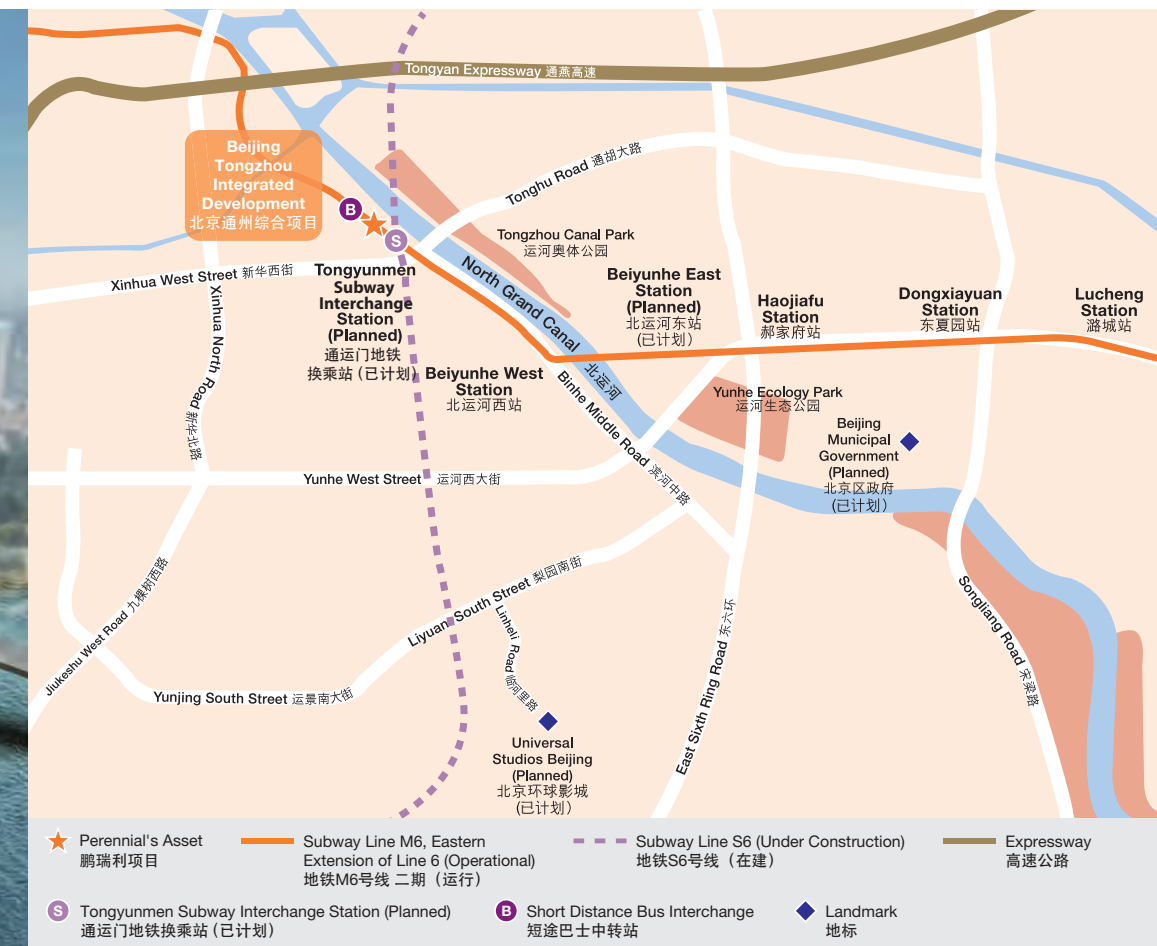 Tongyan Expressway 通燕高速
Beijing
Tongzhou
Integrated
Development
北京通州综合项目
B
S
Tonghu Road 通胡大路
Tongzhou Canal Park
运河奥体公园
North Grand Canal 北运河
Xinhua West Street 新华西街
Xinhua North Road 新华北路
Tongyunmen
Subway
Interchange
Station
(Planned)
通运门地铁
换乘站 (已计划)
Beiyunhe East
Station
(Planned)
北运河东站
(已计划)
Haojiafu
Station
郝家府站
Dongxiayuan
Station
东夏园站
Lucheng
Station
潞城站
Beiyunhe West
Station
北运河西站
Binhe Middle Road 滨河中路
Yunhe Ecology Park
运河生态公园
Beijing
Municipal
Government
(Planned)
北京区政府
(已计划)
Yunhe West Street 运河西大街
Jiukeshu West Road 九棵树西路
Liyuan South Street 梨园南街
Linheli Road 临河里路
Yunjing South Street 运景南大街
East Sixth Ring Road 东六环
Songliang Road 宋梁路
Universal
Studios Beijing
(Planned)
北京环球影城
(已计划)
Perennial's Asset
鹏瑞利项目
Subway Line M6, Eastern
Extension of Line 6 (Operational)
地铁M6号线 二期（运行）
Subway Line S6 (Under Construction)
地铁S6号线（在建）
Expressway
高速公路
S Tongyunmen Subway Interchange Station (Planned)
通运门地铁换乘站 (已计划)
B Short Distance Bus Interchange
短途巴士中转站
Landmark
地标